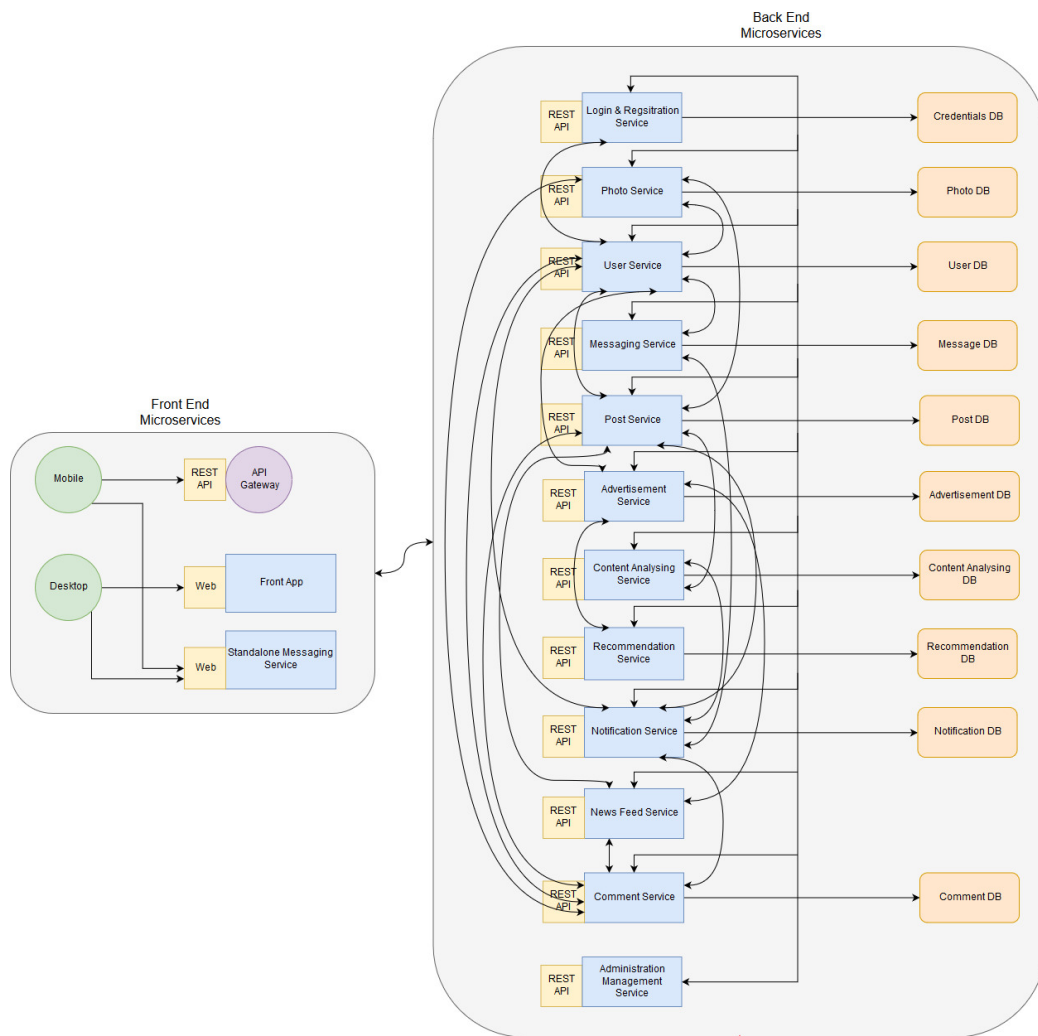 Back End
Microservices
REST
API
Login & Regsitration
Service
Credentials DB
REST
API
Photo Service
Photo DB
REST
API
User Service
User DB
REST
API
Messaging Service
Message DB
REST
API
Post Service
Post DB
REST
API
Advertisement
Service
Advertisement DB
REST
API
Content Analysing
Service
Content Analysing
DB
REST
API
Recommendation
Service
Recommendation
DB
REST
API
Notification Service
Notification DB
REST
API
News Feed Service
REST
API
Comment Service
Comment DB
REST
API
Administration
Management
Service
Front End
Microservices
Mobile
REST
API
API
Gateway
Desktop
Web
Front App
Web
Standalone Messaging
Service